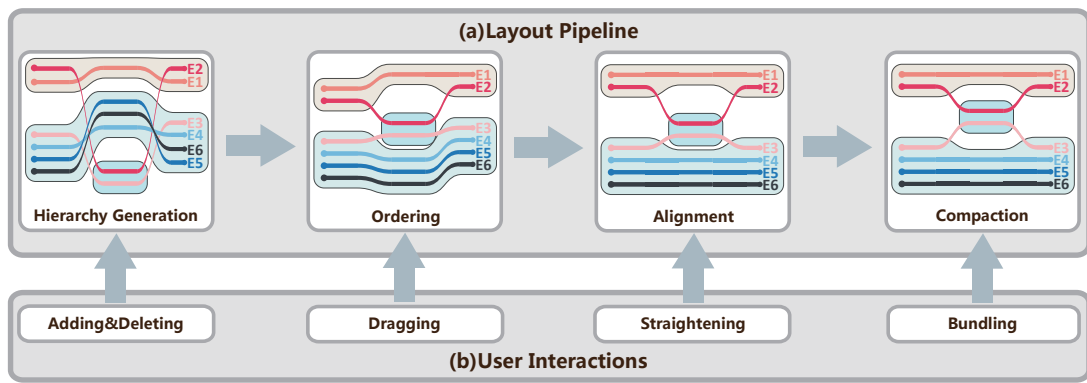 (a)Layout Pipeline
E2
E1
E3
E4
E6
E5
Hierarchy Generation
E1
E2
E3
E4
E5
E6
Ordering
E1
E2
E3
E4
E5
E6
Alignment
E1
E2
E3
E4
E5
E6
Compaction
Adding&Deleting
Dragging
Straightening
Bundling
(b)User Interactions